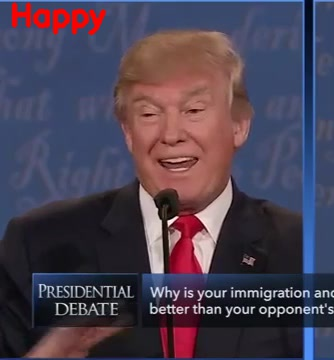 Happy
PRESIDENTIAL
DEBATE
Why is your immigration and
better than your opponent's